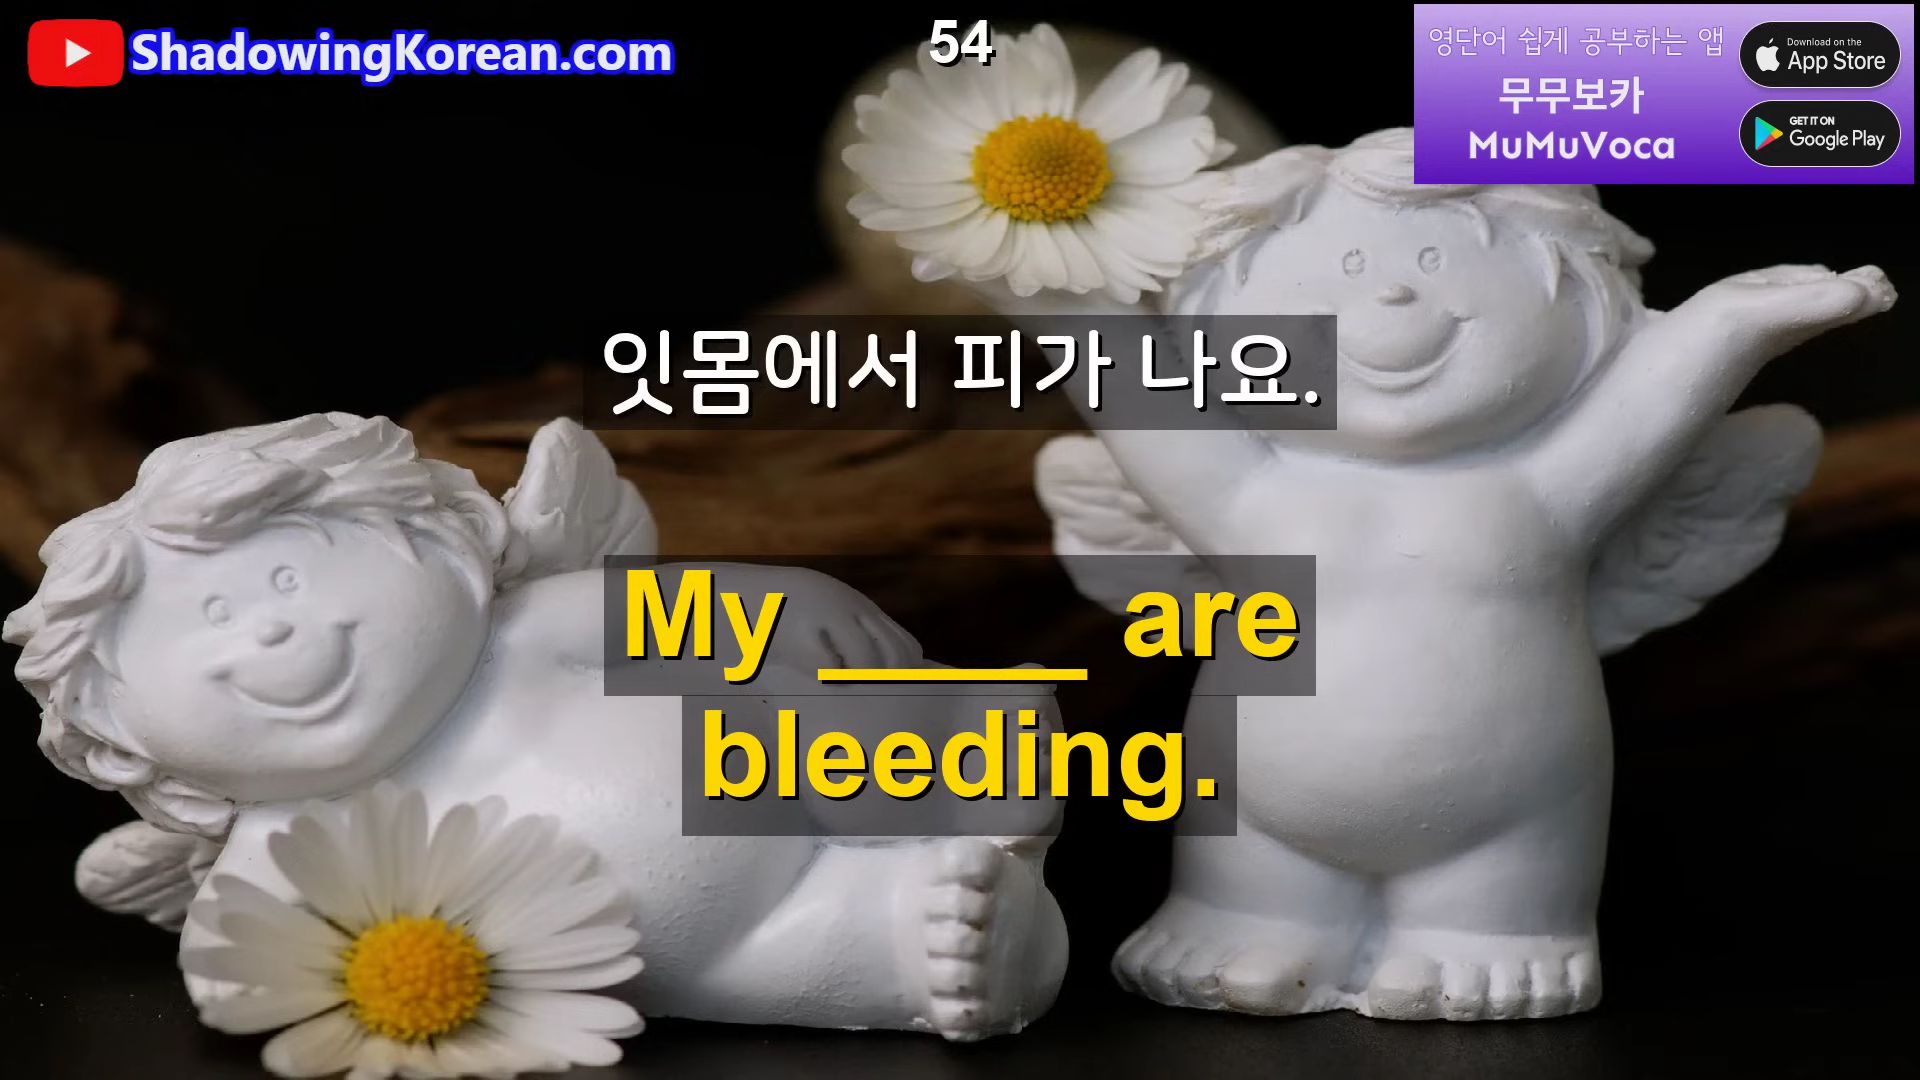 ShadowingKorean.com
54
영단어 쉽게 공부하는 앱
무무보카
MuMuVoca
Download on the
App Store
GET IT ON
Google Play
잇몸에서 피가 나요.
My ____ are
bleeding.